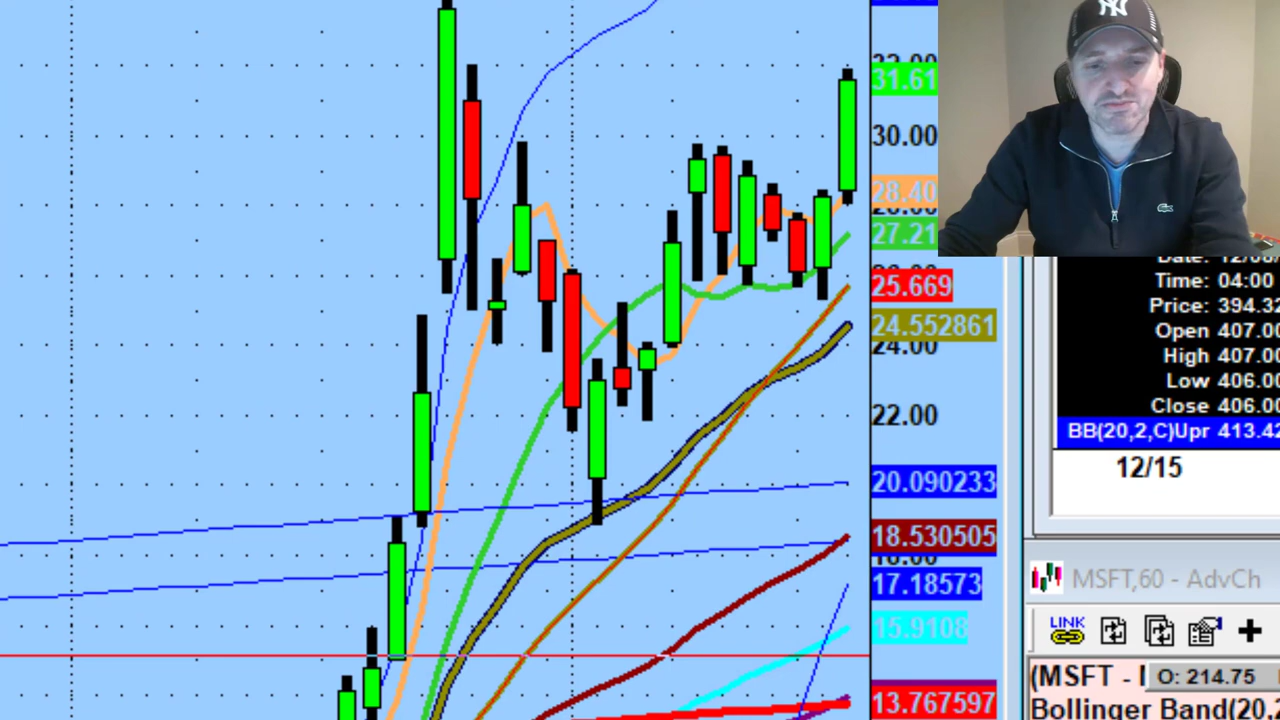 31.61
30.00
28.40
27.21
25.669
24.552861
24.00
22.00
20.090233
18.530505
17.18573
15.9108
13.767597
NY
Time: 04:00
Price: 394.32
Open 407.00
High 407.00
Low 406.00
Close 406.00
BB(20,2,C)Upr 413.42
12/15
MSFT,60 - AdvCh
LINK
(MSFT - I
O: 214.75
Bollinger Band(20,2